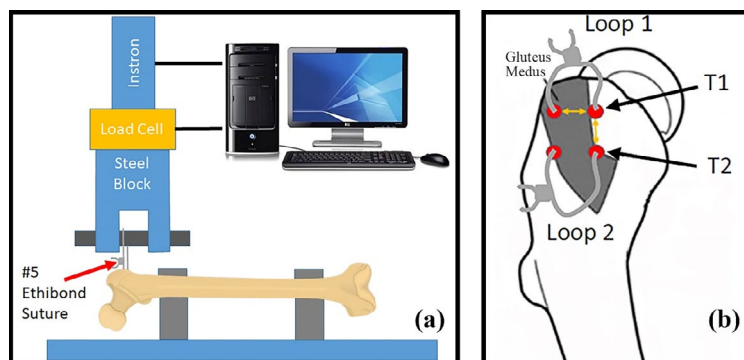 Instron
Load Cell
Steel
Block
#5
Ethibond
Suture
(a)
Loop 1
Gluteus
Medus
T1
T2
Loop 2
(b)